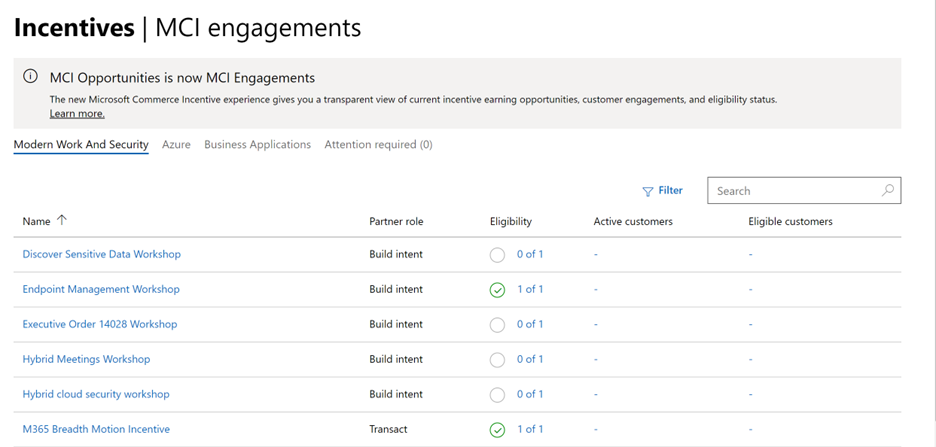 Incentives | MCI engagements
MCI Opportunities is now MCI Engagements
The new Microsoft Commerce Incentive experience gives you a transparent view of current incentive earning opportunities, customer engagements, and eligibility status.
Learn more.
Modern Work And Security Azure Business Applications Attention required (0)
Filter Search
Name Partner role Eligibility Active customers Eligible customers
Discover Sensitive Data Workshop Build intent 0 of 1 - -
Endpoint Management Workshop Build intent 1 of 1 - -
Executive Order 14028 Workshop Build intent 0 of 1 - -
Hybrid Meetings Workshop Build intent 0 of 1 - -
Hybrid cloud security workshop Build intent 0 of 1 - -
M365 Breadth Motion Incentive Transact 1 of 1 - -